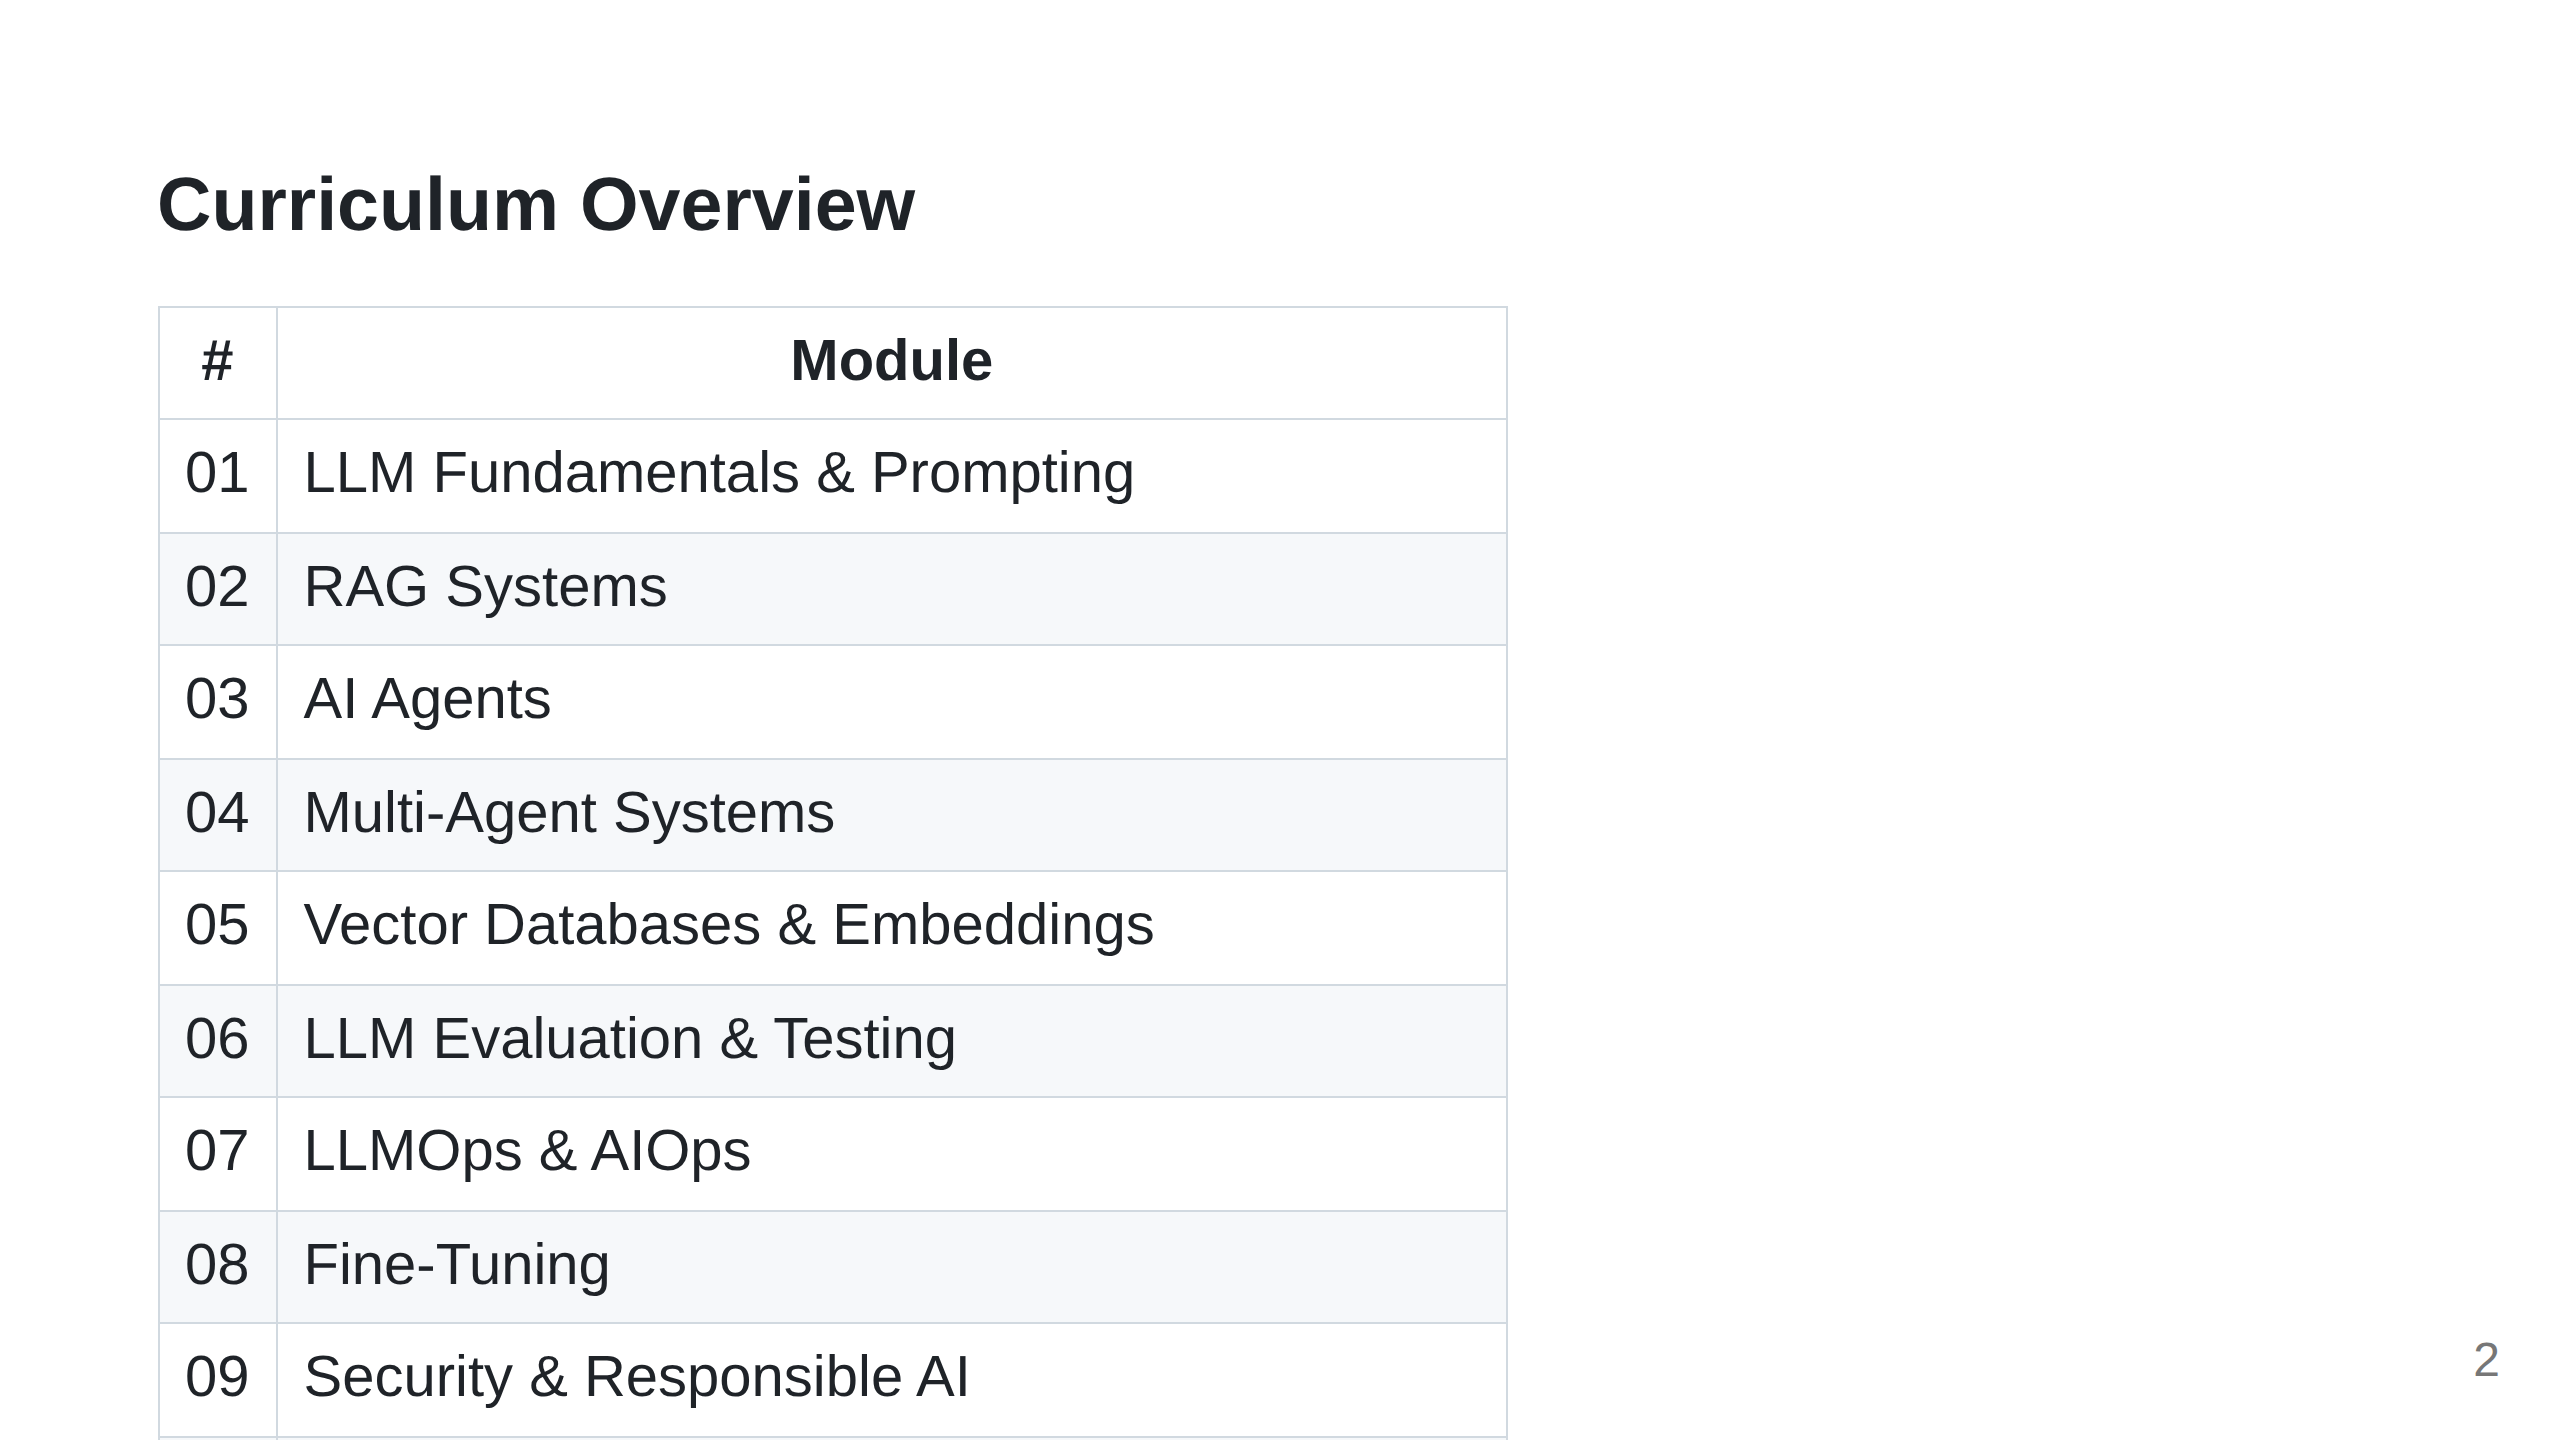 Curriculum Overview
# Module
01 LLM Fundamentals & Prompting
02 RAG Systems
03 AI Agents
04 Multi-Agent Systems
05 Vector Databases & Embeddings
06 LLM Evaluation & Testing
07 LLMOps & AIOps
08 Fine-Tuning
09 Security & Responsible AI
2